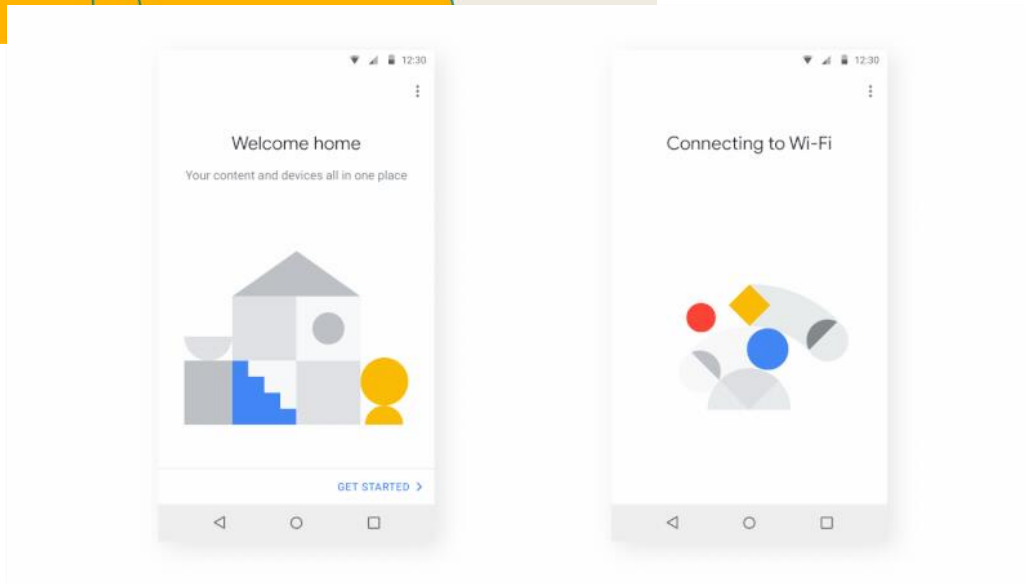 12:30
Welcome home
Your content and devices all in one place
GET STARTED
12:30
Connecting to Wi-Fi